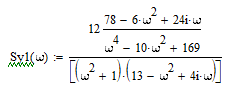 Sv1(ω) := 12 (78 − 6·ω² + 24i·ω) / (ω⁴ − 10·ω² + 169) / [(ω² + 1)·(13 − ω² + 4i·ω)]